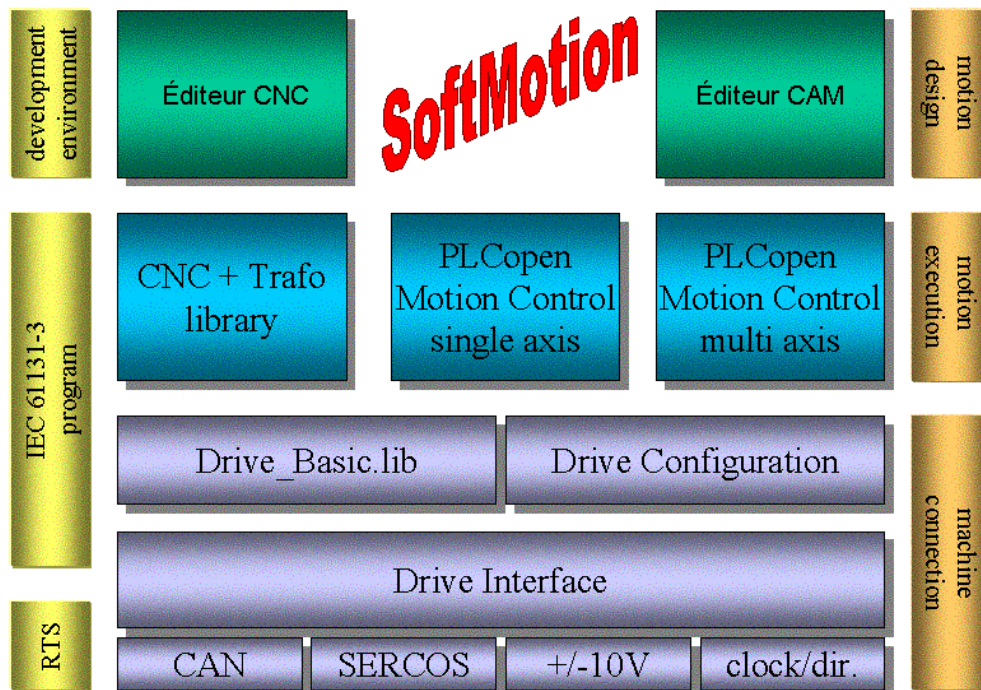 development
environment
Éditeur CNC
SoftMotion
Éditeur CAM
motion
design
IEC 61131-3
program
CNC + Trafo
library
PLCopen
Motion Control
single axis
PLCopen
Motion Control
multi axis
motion
execution
Drive_Basic.lib
Drive Configuration
machine
connection
Drive Interface
RTS
CAN
SERCOS
+/-10V
clock/dir.